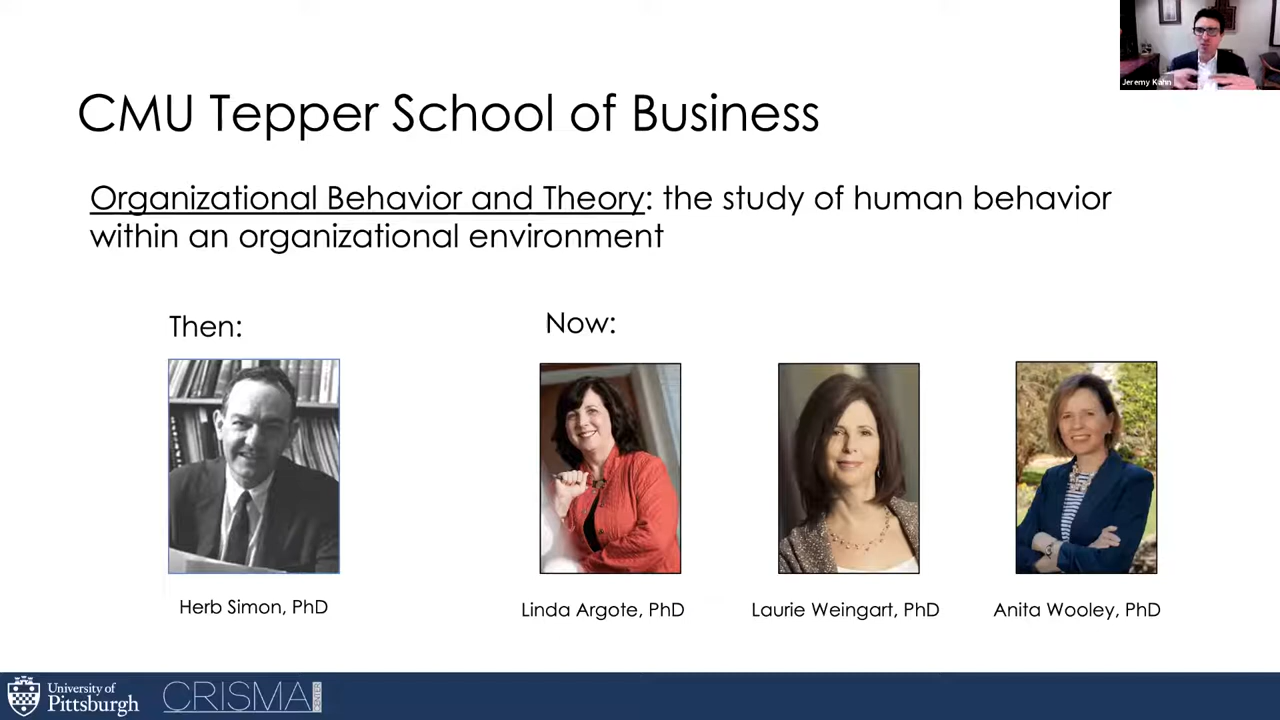 Jeremy Kahn
CMU Tepper School of Business
Organizational Behavior and Theory: the study of human behavior
within an organizational environment
Then:
Now:
Herb Simon, PhD
Linda Argote, PhD
Laurie Weingart, PhD
Anita Wooley, PhD
University of
Pittsburgh
CRISMA
CENTER